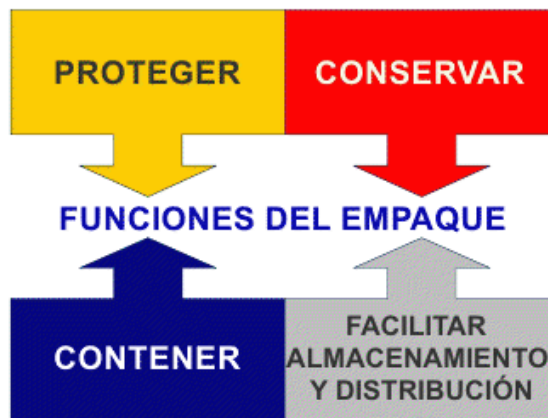 PROTEGER
CONSERVAR
FUNCIONES DEL EMPAQUE
CONTENER
FACILITAR
ALMACENAMIENTO
Y DISTRIBUCIÓN